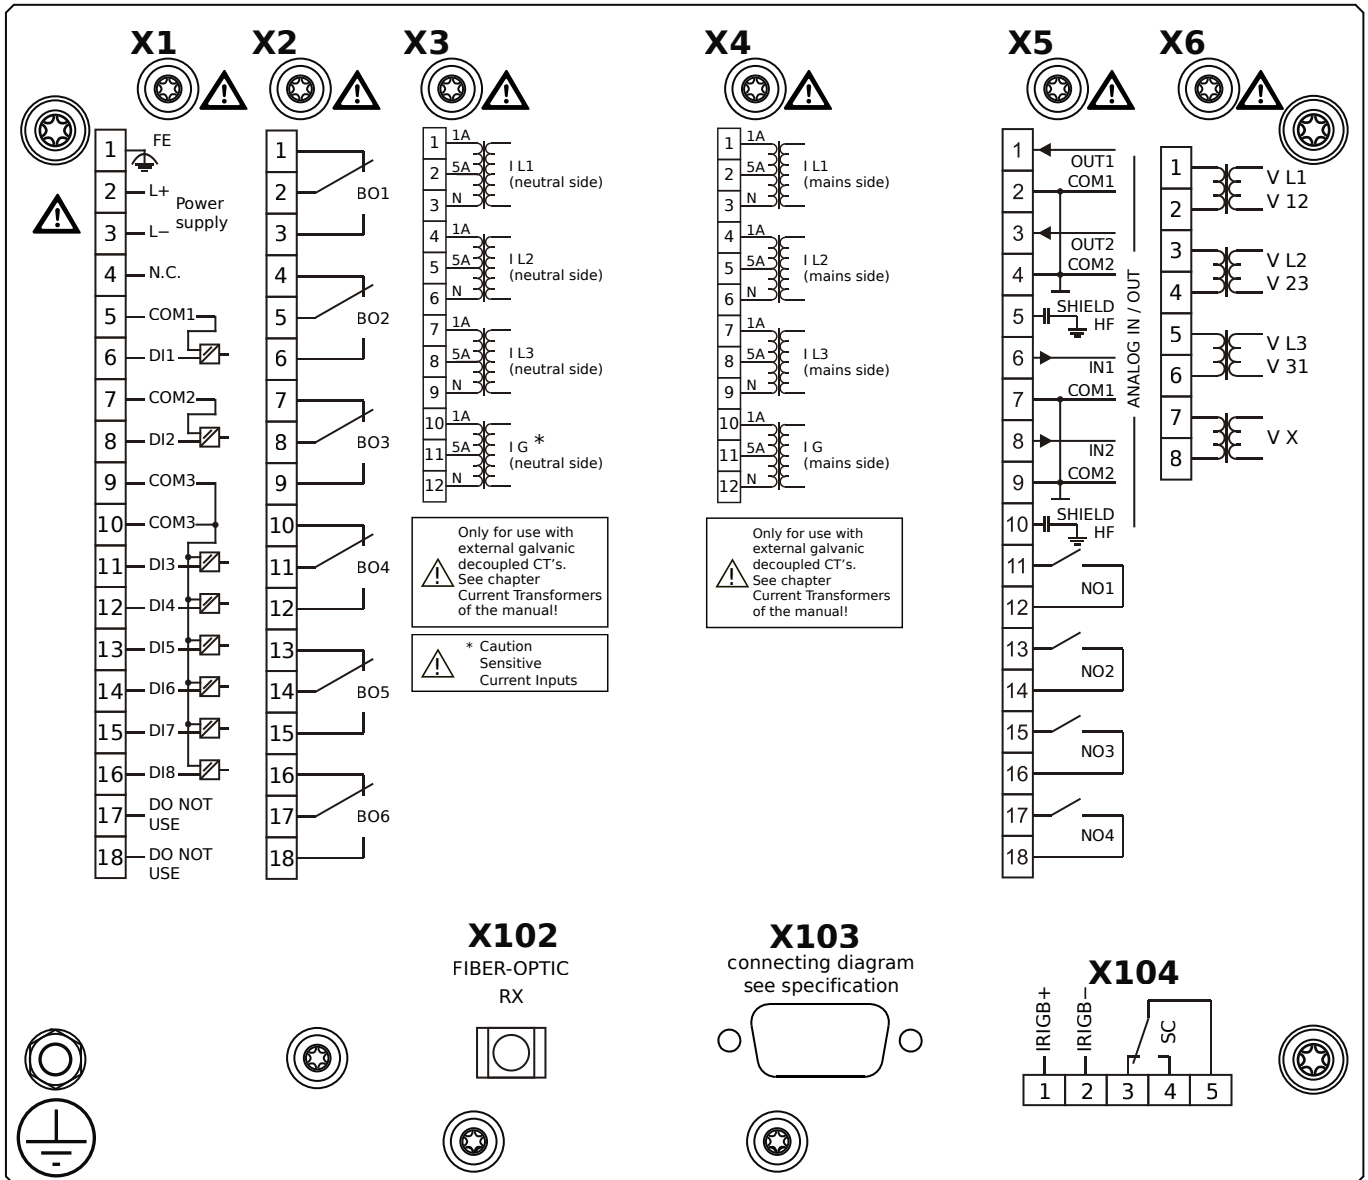 X1
X2
X3
X4
X5
X6
1
FE
2
L+
Power
supply
3
L−
4
N.C.
5
COM1
6
DI1
7
COM2
8
DI2
9
COM3
10
COM3
11
DI3
12
DI4
13
DI5
14
DI6
15
DI7
16
DI8
17
DO NOT
USE
18
DO NOT
USE
1
2
BO1
3
4
5
BO2
6
7
8
BO3
9
10
11
BO4
12
13
14
BO5
15
16
17
BO6
18
1
1A
2
5A
3
N
I L1
(neutral side)
4
1A
5
5A
6
N
I L2
(neutral side)
7
1A
8
5A
9
N
I L3
(neutral side)
10
1A
11
5A
12
N
I G *
(neutral side)
Only for use with
external galvanic
decoupled CT's.
See chapter
Current Transformers
of the manual!
* Caution
Sensitive
Current Inputs
1
1A
2
5A
3
N
I L1
(mains side)
4
1A
5
5A
6
N
I L2
(mains side)
7
1A
8
5A
9
N
I L3
(mains side)
10
1A
11
5A
12
N
I G
(mains side)
Only for use with
external galvanic
decoupled CT's.
See chapter
Current Transformers
of the manual!
1
OUT1
2
COM1
3
OUT2
4
COM2
5
SHIELD
HF
6
IN1
7
COM1
8
IN2
9
COM2
10
SHIELD
HF
ANALOG IN / OUT
11
NO1
12
13
NO2
14
15
NO3
16
17
NO4
18
1
2
V L1
V 12
3
4
V L2
V 23
5
6
V L3
V 31
7
8
V X
X102
FIBER-OPTIC
RX
X103
connecting diagram
see specification
X104
IRIGB+
IRIGB−
SC
1
2
3
4
5